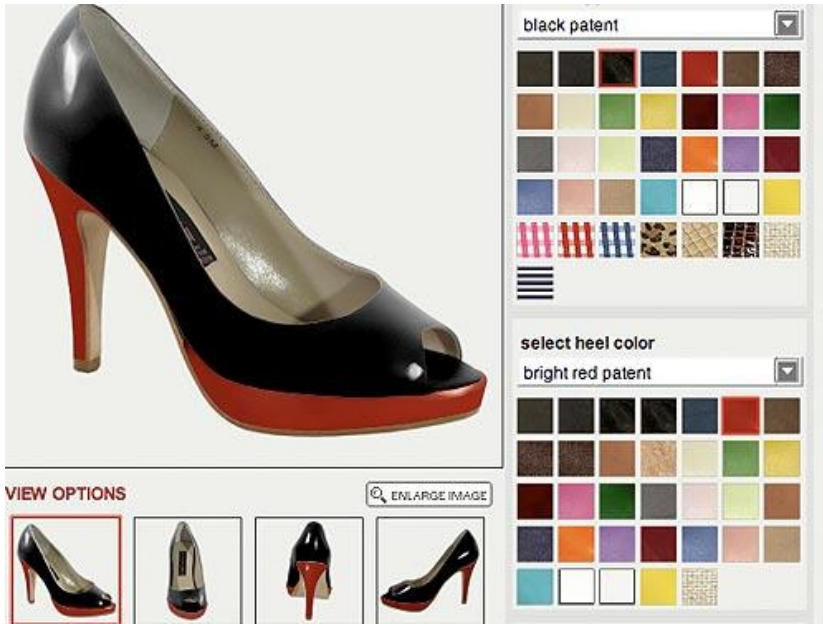 black patent
select heel color
bright red patent
VIEW OPTIONS
ENLARGE IMAGE